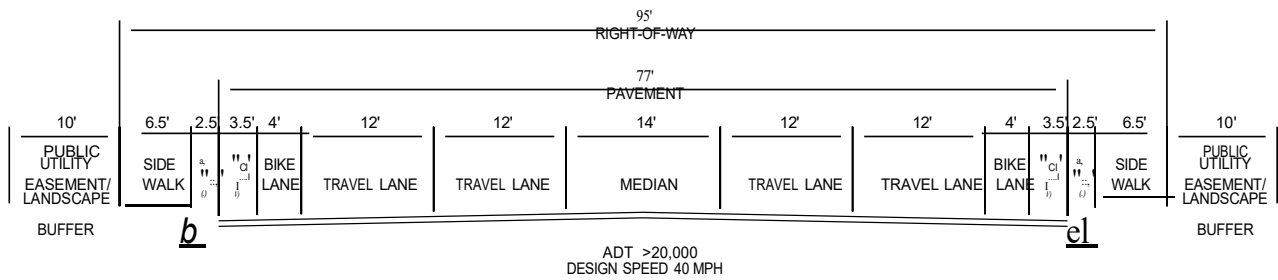 95'
RIGHT-OF-WAY
77'
PAVEMENT
10' 6.5' 2.5' 3.5' 4' 12' 12' 14' 12' 12' 4' 3.5' 2.5' 6.5' 10'
PUBLIC
UTILITY
EASEMENT/
LANDSCAPE
BUFFER
SIDE
WALK
BIKE
LANE
TRAVEL LANE
TRAVEL LANE
MEDIAN
TRAVEL LANE
TRAVEL LANE
BIKE
LANE
SIDE
WALK
PUBLIC
UTILITY
EASEMENT/
LANDSCAPE
BUFFER
b
el
ADT >20,000
DESIGN SPEED 40 MPH